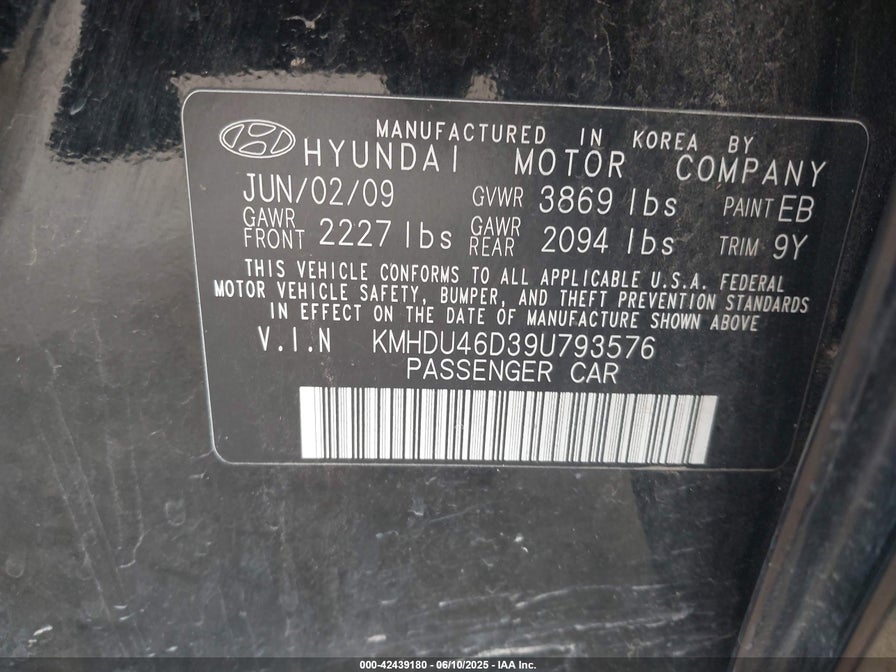 MANUFACTURED IN KOREA BY
HYUNDAI MOTOR COMPANY
JUN/02/09 GVWR 3869 lbs PAINT EB
GAWR FRONT 2227 lbs GAWR REAR 2094 lbs TRIM 9Y
THIS VEHICLE CONFORMS TO ALL APPLICABLE U.S.A. FEDERAL
MOTOR VEHICLE SAFETY, BUMPER, AND THEFT PREVENTION STANDARDS
IN EFFECT ON THE DATE OF MANUFACTURE SHOWN ABOVE
V.I.N KMHDU46D39U793576
PASSENGER CAR
000-42439180 - 06/10/2025 - IAA Inc.